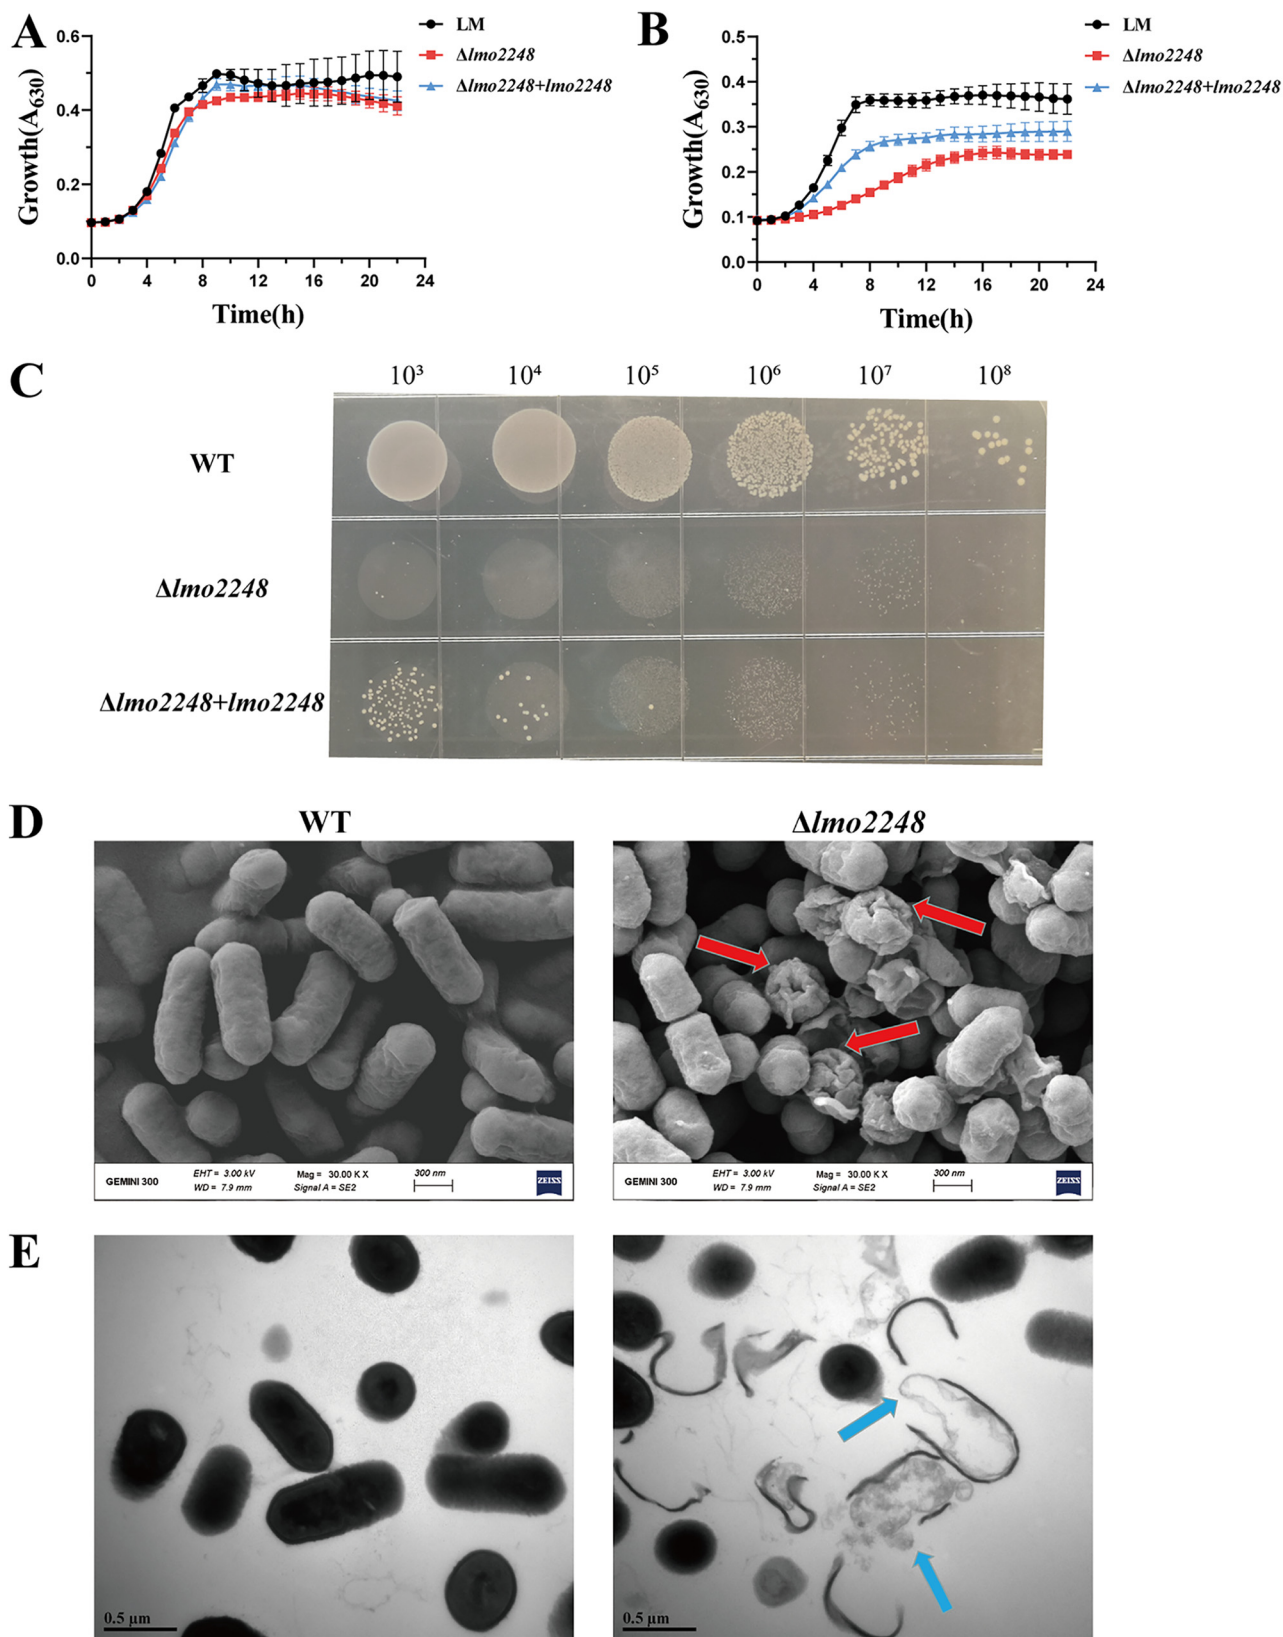 A
Growth(A630)
0.6
0.4
0.2
0.0
0 4 8 12 16 20 24
Time(h)
LM
Δlmo2248
Δlmo2248+lmo2248
B
Growth(A630)
0.5
0.4
0.3
0.2
0.1
0.0
0 4 8 12 16 20 24
Time(h)
LM
Δlmo2248
Δlmo2248+lmo2248
C
10³ 10⁴ 10⁵ 10⁶ 10⁷ 10⁸
WT
Δlmo2248
Δlmo2248+lmo2248
D
WT
Δlmo2248
GEMINI 300
EHT = 3.00 kV
WD = 7.9 mm
Mag = 30.00 K X
Signal A = SE2
300 nm
ZEISS
GEMINI 300
EHT = 3.00 kV
WD = 7.9 mm
Mag = 30.00 K X
Signal A = SE2
300 nm
ZEISS
E
0.5 µm
0.5 µm